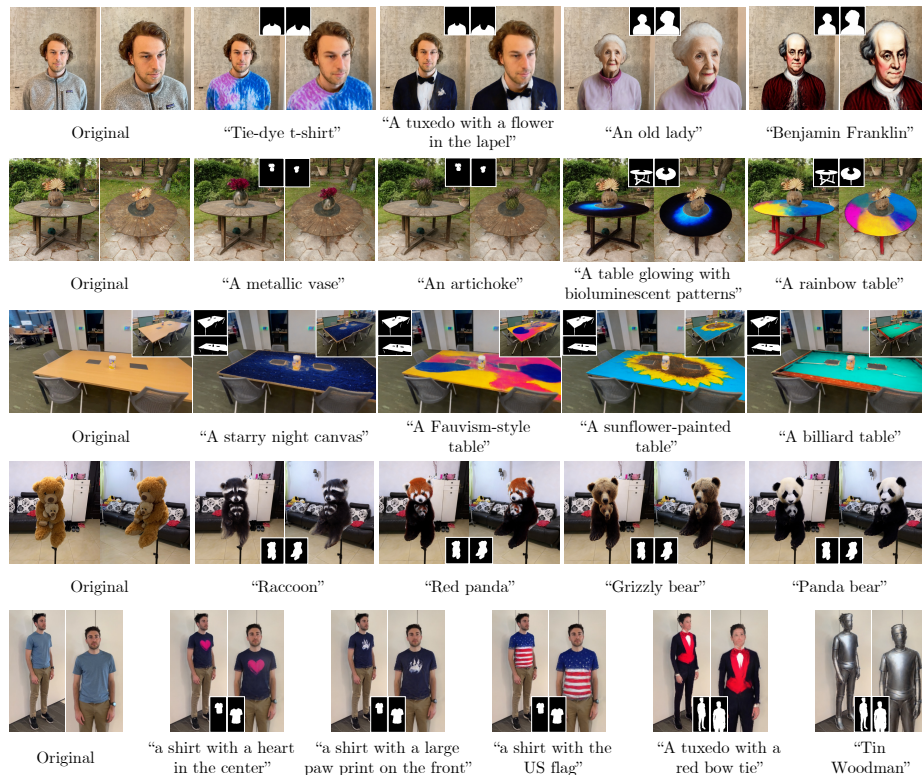 Original
“Tie-dye t-shirt”
“A tuxedo with a flower
in the lapel”
“An old lady”
“Benjamin Franklin”
Original
“A metallic vase”
“An artichoke”
“A table glowing with
bioluminescent patterns”
“A rainbow table”
Original
“A starry night canvas”
“A Fauvism-style
table”
“A sunflower-painted
table”
“A billiard table”
Original
“Raccoon”
“Red panda”
“Grizzly bear”
“Panda bear”
Original
“a shirt with a heart
in the center”
“a shirt with a large
paw print on the front”
“a shirt with the
US flag”
“A tuxedo with a
red bow tie”
“Tin
Woodman”